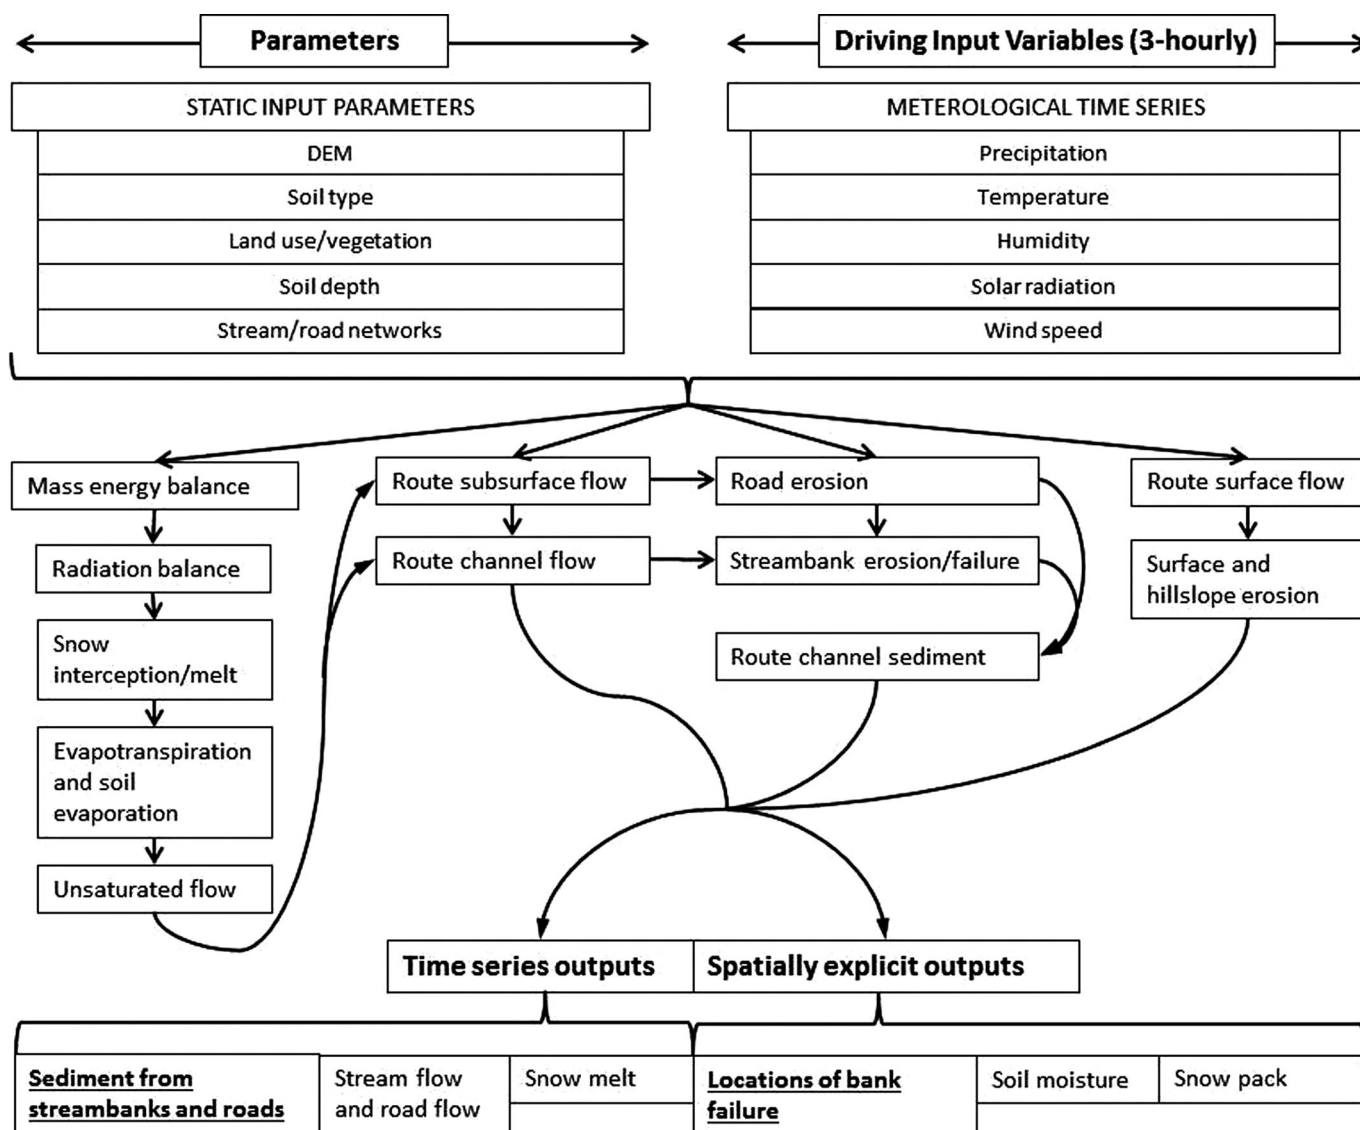 Parameters
Driving Input Variables (3-hourly)
STATIC INPUT PARAMETERS
DEM
Soil type
Land use/vegetation
Soil depth
Stream/road networks
METEROLOGICAL TIME SERIES
Precipitation
Temperature
Humidity
Solar radiation
Wind speed
Mass energy balance
Radiation balance
Snow
interception/melt
Evapotranspiration
and soil
evaporation
Unsaturated flow
Route subsurface flow
Route channel flow
Road erosion
Streambank erosion/failure
Route channel sediment
Route surface flow
Surface and
hillslope erosion
Time series outputs
Spatially explicit outputs
Sediment from
streambanks and roads
Stream flow
and road flow
Snow melt
Locations of bank
failure
Soil moisture
Snow pack